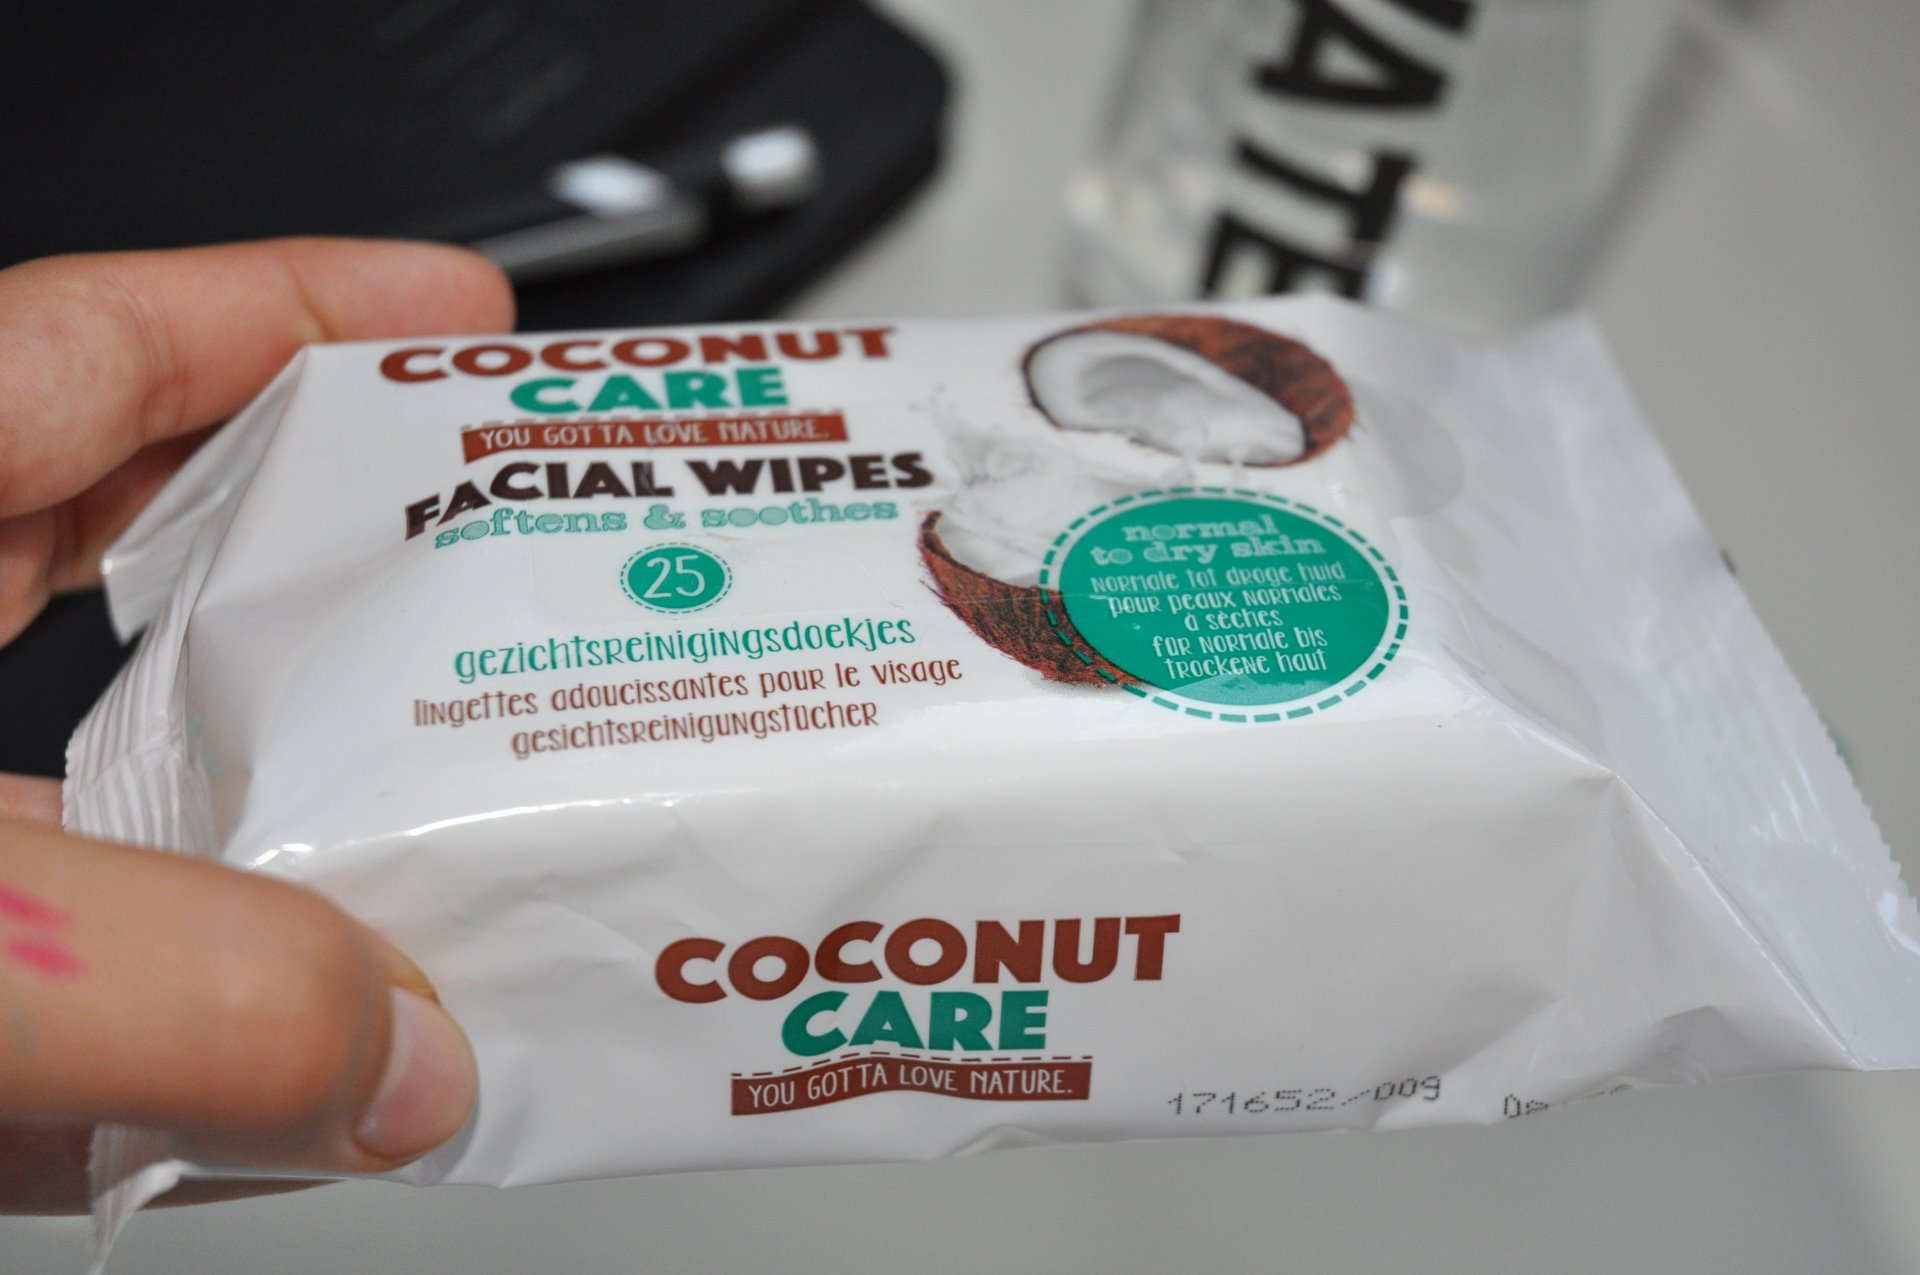 WATE
COCONUT
CARE
YOU GOTTA LOVE NATURE.
FACIAL WIPES
softens & soothes
25
gezichtsreinigingsdoekjes
lingettes adoucissantes pour le visage
gesichtsreinigungstücher
normal
to dry skin
normale tot droge huid
pour peaux normales
à sèches
für normale bis
trockene haut
COCONUT
CARE
YOU GOTTA LOVE NATURE.
171652/009